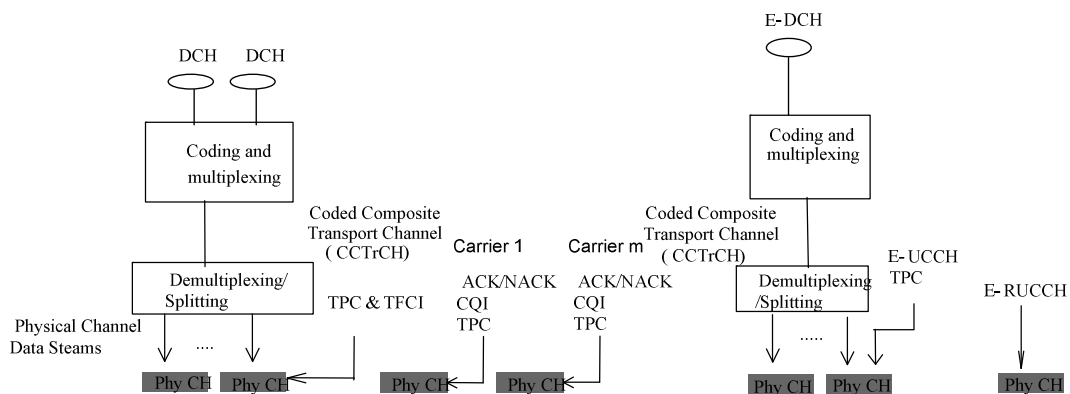 E-DCH
DCH
DCH
Coding and
multiplexing
Coding and
multiplexing
Coded Composite
Transport Channel
( CCTrCH)
Carrier 1
Carrier m
Coded Composite
Transport Channel
( CCTrCH)
Demultiplexing/
Splitting
TPC & TFCI
ACK/NACK
CQI
TPC
ACK/NACK
CQI
TPC
Demultiplexing
/Splitting
E-UCCH
TPC
E-RUCCH
Physical Channel
Data Steams
....
.....
Phy CH
Phy CH
Phy CH
Phy CH
Phy CH
Phy CH
Phy CH